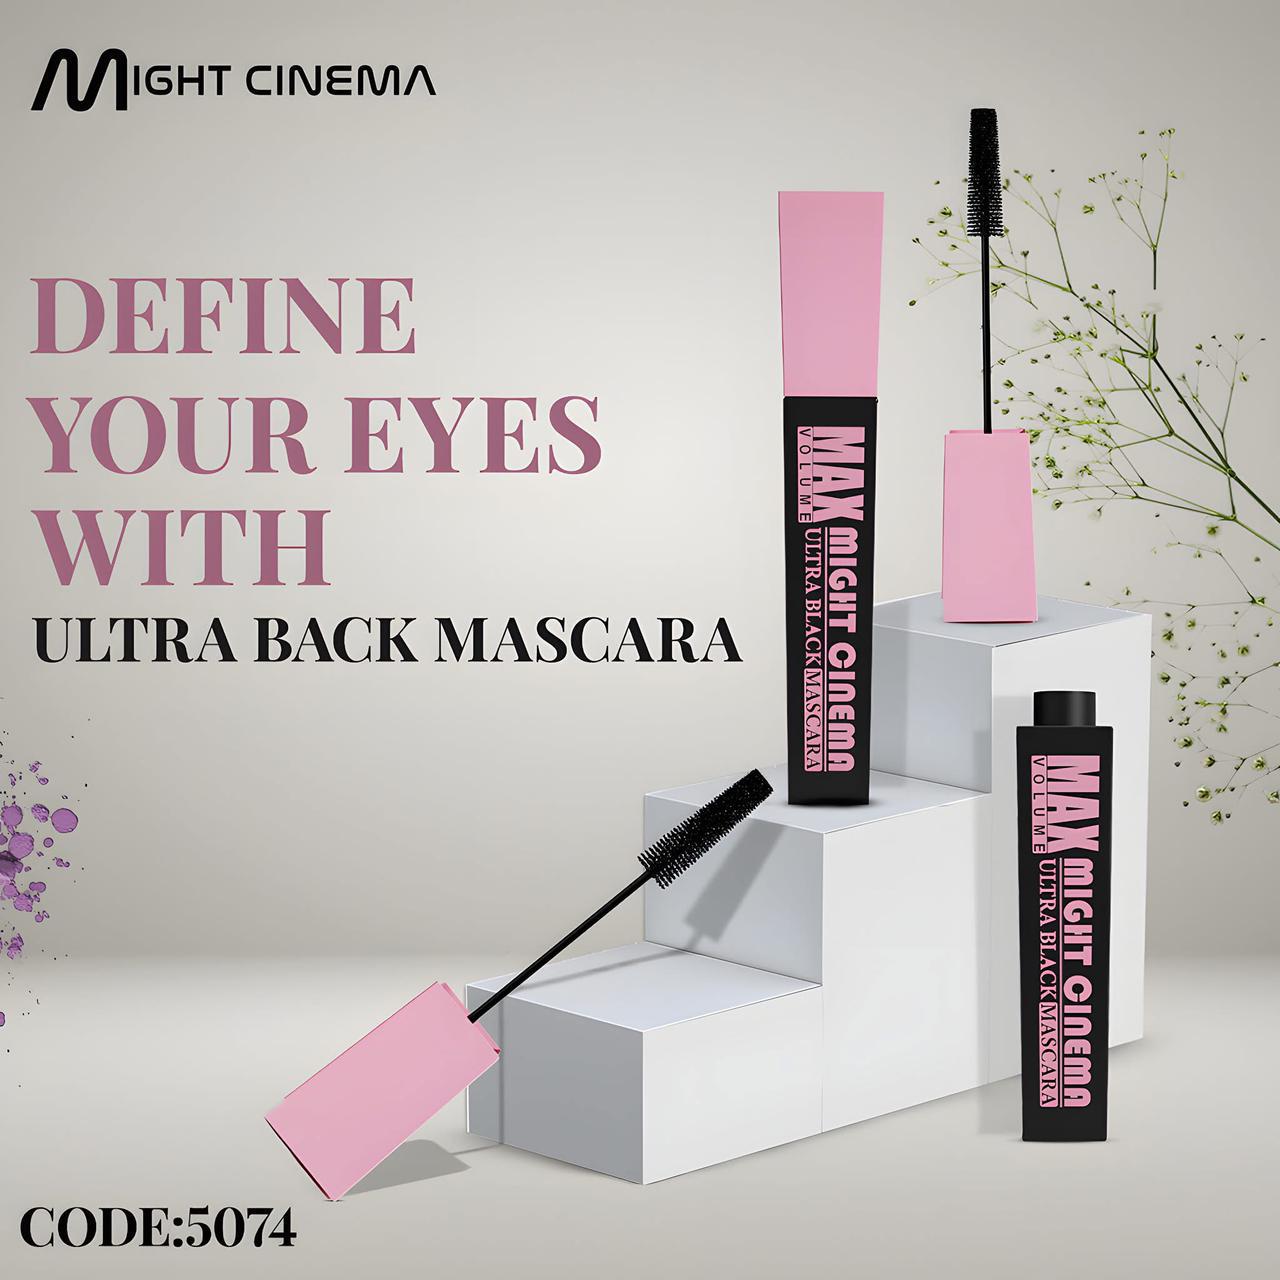 MIGHT CINEMA
DEFINE
YOUR EYES
WITH
ULTRA BACK MASCARA
MAX
VOLUME
MIGHT CINEMA
ULTRA BLACK MASCARA
MAX
VOLUME
MIGHT CINEMA
ULTRA BLACK MASCARA
CODE:5074